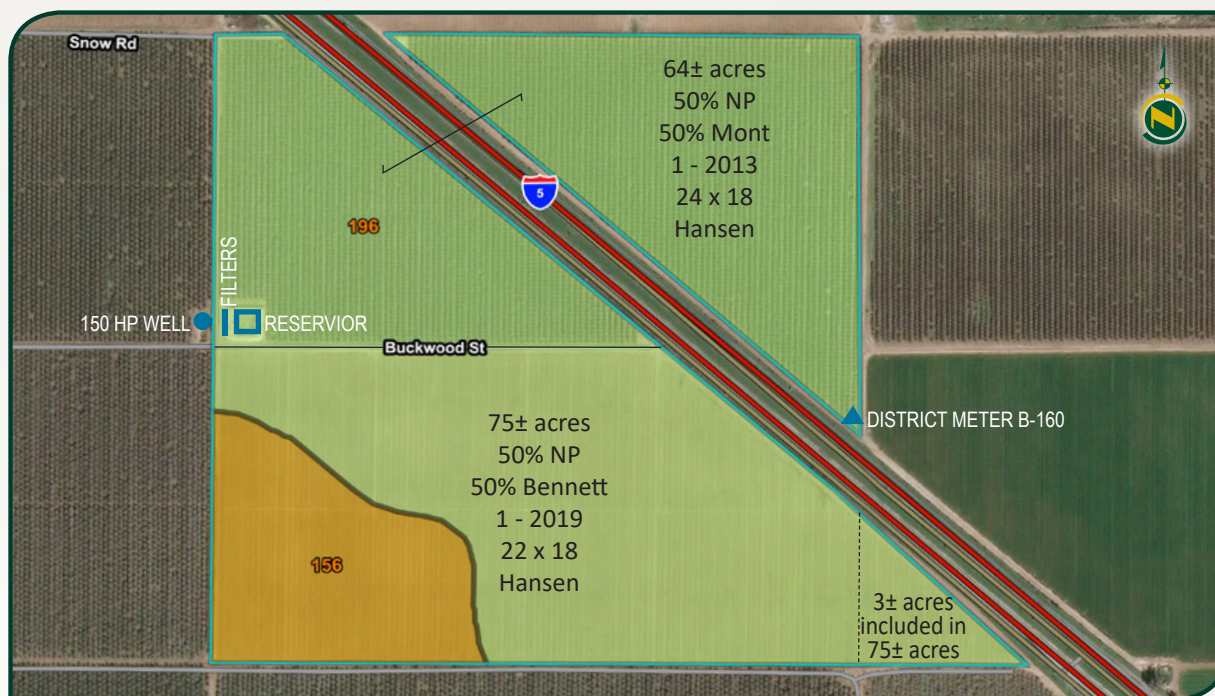 Snow Rd
64± acres
50% NP
50% Mont
1 - 2013
24 x 18
Hansen
N
5
196
FILTERS
150 HP WELL
RESERVIOR
Buckwood St
DISTRICT METER B-160
75± acres
50% NP
50% Bennett
1 - 2019
22 x 18
Hansen
156
3± acres
included in
75± acres